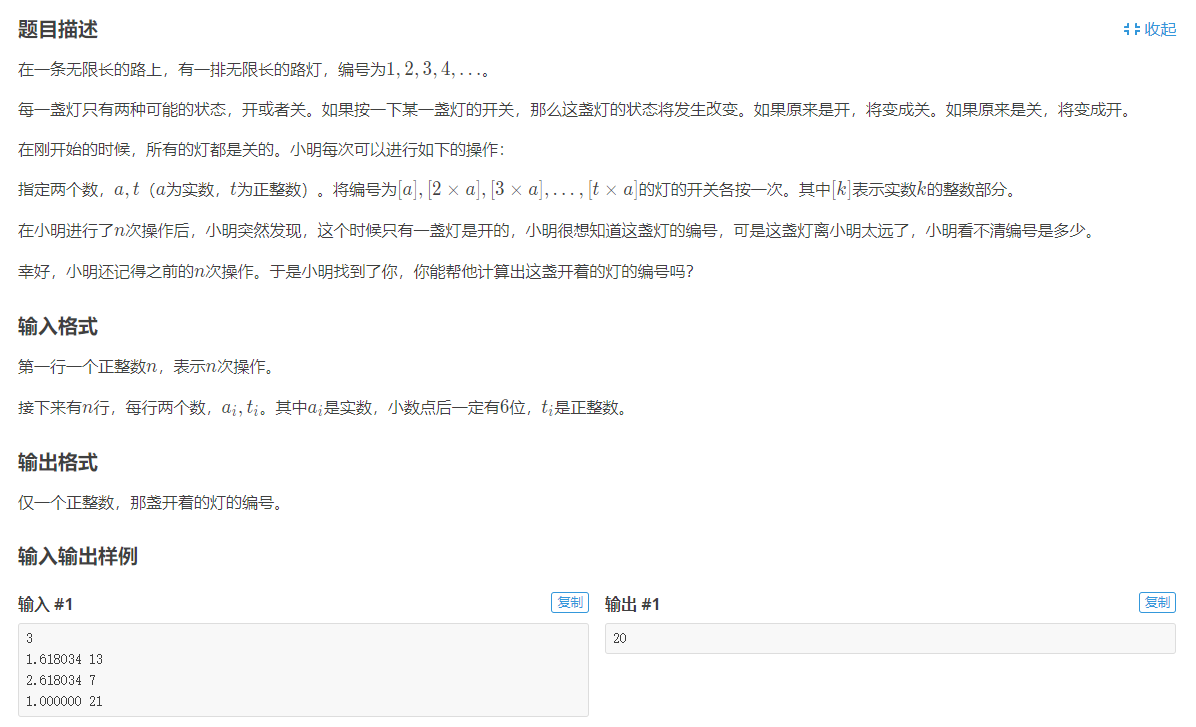 题目描述 收起
在一条无限长的路上，有一排无限长的路灯，编号为1, 2, 3, 4, …。
每一盏灯只有两种可能的状态，开或者关。如果按一下某一盏灯的开关，那么这盏灯的状态将发生改变。如果原来是开，将变成关。如果原来是关，将变成开。
在刚开始的时候，所有的灯都是关的。小明每次可以进行如下的操作：
指定两个数，a, t（a为实数，t为正整数）。将编号为[a], [2 × a], [3 × a], …, [t × a]的灯的开关各按一次。其中[k]表示实数k的整数部分。
在小明进行了n次操作后，小明突然发现，这个时候只有一盏灯是开的，小明很想知道这盏灯的编号，可是这盏灯离小明太远了，小明看不清编号是多少。
幸好，小明还记得之前的n次操作。于是小明找到了你，你能帮他计算出这盏开着的灯的编号吗？
输入格式
第一行一个正整数n，表示n次操作。
接下来有n行，每行两个数，aᵢ, tᵢ。其中aᵢ是实数，小数点后一定有6位，tᵢ是正整数。
输出格式
仅一个正整数，那盏开着的灯的编号。
输入输出样例
输入 #1 复制 输出 #1 复制
3 20
1.618034 13
2.618034 7
1.000000 21